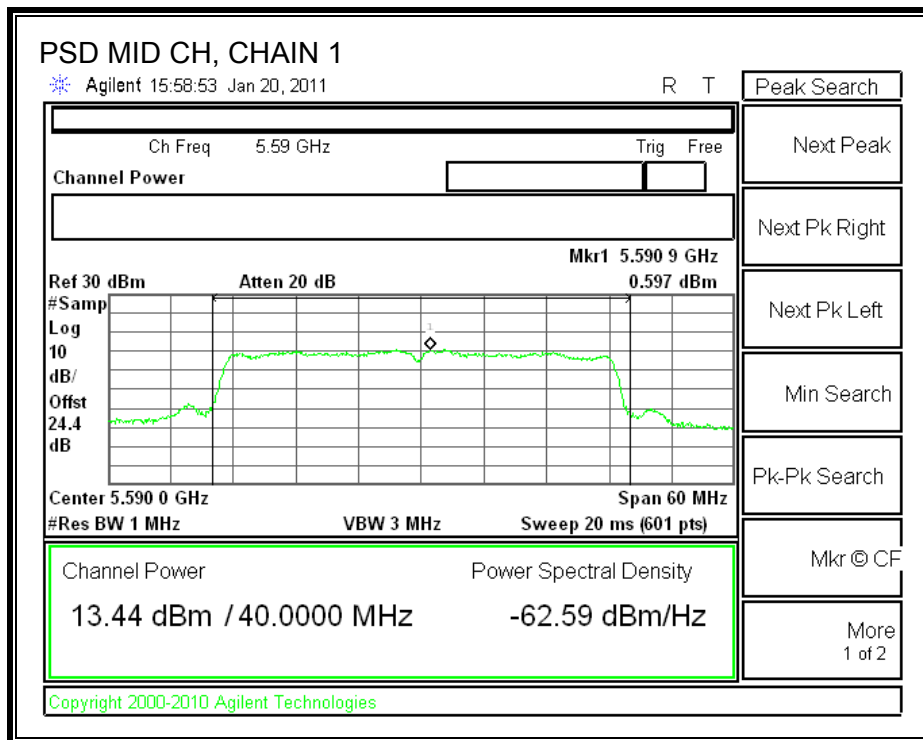 PSD MID CH, CHAIN 1
Agilent 15:58:53 Jan 20, 2011 R T
Peak Search
Ch Freq 5.59 GHz Trig Free
Next Peak
Channel Power
Next Pk Right
Mkr1 5.590 9 GHz
Ref 30 dBm Atten 20 dB 0.597 dBm
#Samp
Log
10
dB/
Offst
24.4
dB
1
Next Pk Left
Min Search
Pk-Pk Search
Center 5.590 0 GHz Span 60 MHz
#Res BW 1 MHz VBW 3 MHz Sweep 20 ms (601 pts)
Mkr © CF
Channel Power Power Spectral Density
13.44 dBm / 40.0000 MHz -62.59 dBm/Hz
More
1 of 2
Copyright 2000-2010 Agilent Technologies